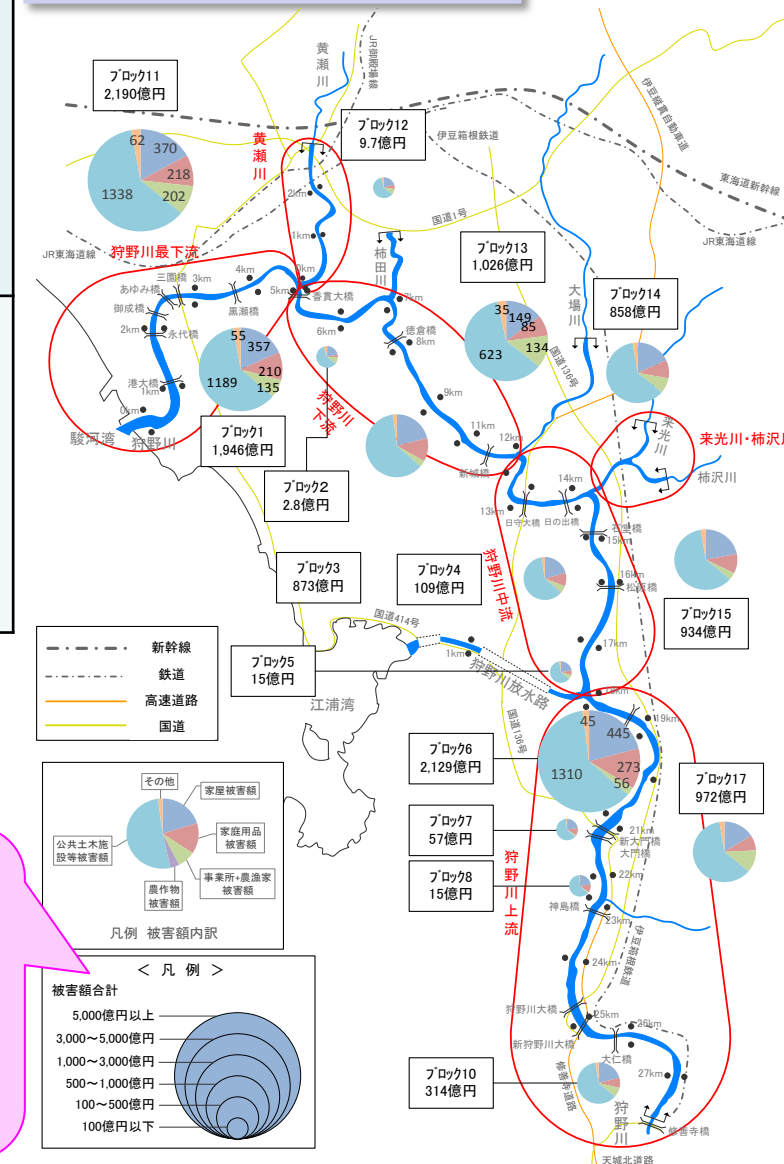 黄瀬川
JR御殿場線
ブロック11
2,190億円
62
370
218
202
1338
黄瀬川
ブロック12
9.7億円
伊豆箱根鉄道
伊豆縦貫自動車道
東海道新幹線
JR東海道線
国道1号
2km
1km
0km
柿田川
JR東海道線
狩野川最下流
三園橋
3km
4km
あゆみ橋
御成橋
黒瀬橋
5km
香貫大橋
2km
永代橋
6km
7km
徳倉橋
8km
港大橋
1km
0km
駿河湾
狩野川
55
357
210
135
1189
ブロック1
1,946億円
狩野川下流
ブロック2
2.8億円
ブロック13
1,026億円
35
149
85
134
623
国道136号
大場川
ブロック14
858億円
9km
11km
12km
新城橋
来光川
来光川・柿沢川
柿沢川
13km
14km
日守大橋
日の出橋
石堂橋
15km
16km
松原橋
狩野川中流
17km
18km
ブロック3
873億円
ブロック4
109億円
ブロック15
934億円
国道414号
1km
狩野川放水路
ブロック5
15億円
江浦湾
国道136号
19km
新幹線
鉄道
高速道路
国道
45
445
273
56
1310
ブロック6
2,129億円
ブロック17
972億円
ブロック7
57億円
21km
新大門橋
大門橋
ブロック8
15億円
22km
神島橋
23km
狩野川上流
伊豆箱根鉄道
24km
狩野川大橋
25km
新狩野川大橋
26km
大仁橋
27km
修善寺道路
ブロック10
314億円
狩野川
修善寺橋
天城北道路
その他
家屋被害額
公共土木施設等被害額
家庭用品被害額
事業所+農漁家被害額
農作物被害額
凡例 被害額内訳
< 凡 例 >
被害額合計
5,000億円以上
3,000～5,000億円
1,000～3,000億円
500～1,000億円
100～500億円
100億円以下